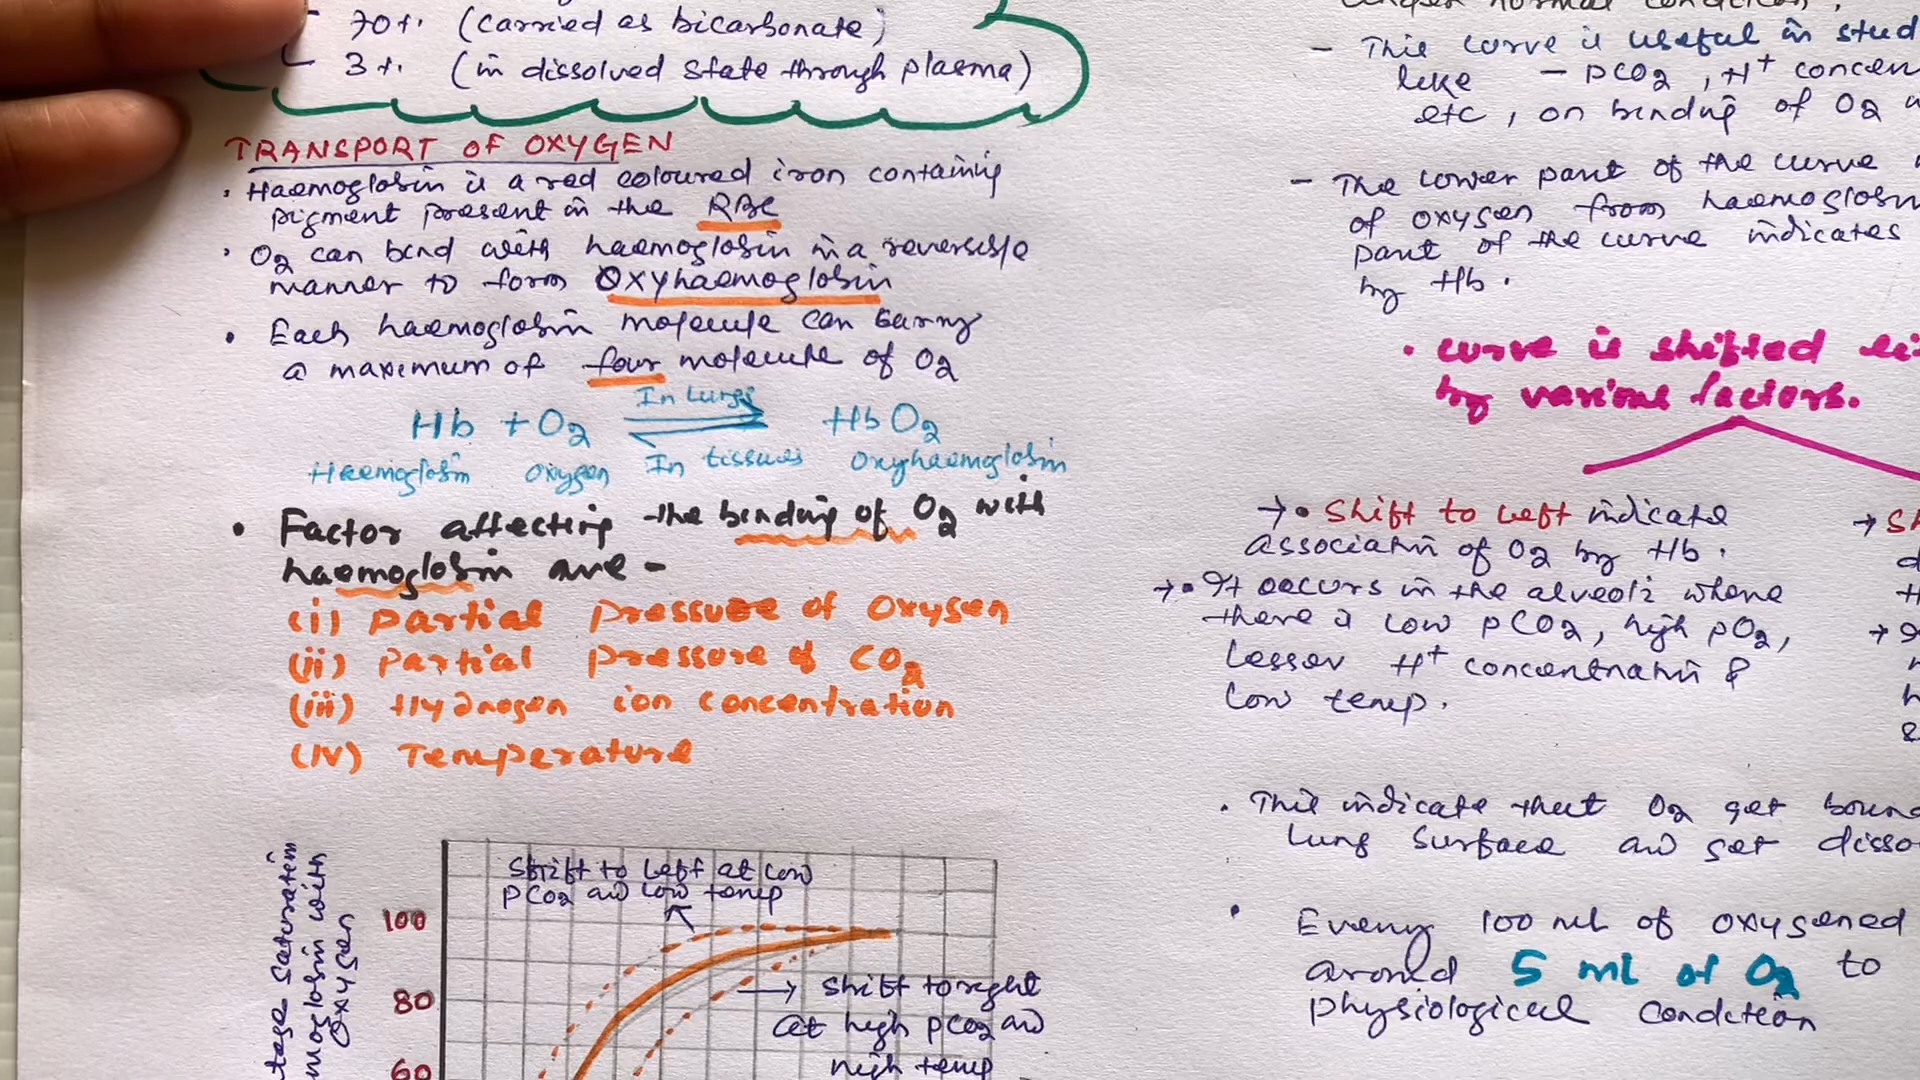 70%. (carried as bicarbonate)
3%. (in dissolved state through plasma)
TRANSPORT OF OXYGEN
• Haemoglobin is a red coloured iron containing
pigment present in the RBC
• O2 can bind with haemoglobin in a reversible
manner to form Oxyhaemoglobin
• Each haemoglobin molecule can carry
a maximum of four molecule of O2
In Lungs
Hb + O2 ⇌ HbO2
Haemoglobin Oxygen In tissues Oxyhaemoglobin
• Factor affecting the binding of O2 with
haemoglobin are -
(i) Partial pressure of Oxygen
(ii) Partial pressure of CO2
(iii) Hydrogen ion concentration
(iv) Temperature
moglobin with
Oxygen
Shift to Left at low
pCO2 and low temp
100
80
60
→ Shift to right
at high pCO2 and
high temp
- This curve is useful in stud
like - pCO2, H+ concen
etc, on binding of O2
- The lower part of the curve
of oxygen from haemoglobin
part of the curve indicates
by Hb.
• curve is shifted
by various factors.
→ • Shift to Left indicate
associatin of O2 by Hb.
→ • It occurs in the alveoli where
there is low pCO2, high pO2,
Lesser H+ concentratin &
low temp.
• This indicate that O2 get boun
Lung surface and get disso
• Every 100 ml of oxygened
around 5 ml of O2 to
physiological condition